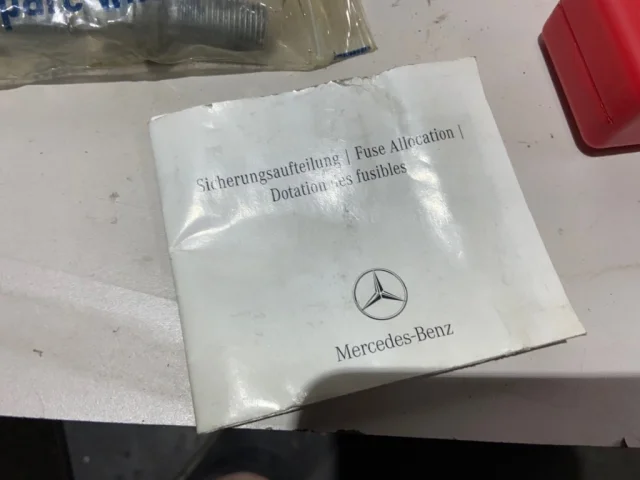 Sicherungsaufteilung | Fuse Allocation |
Dotation des fusibles
Mercedes-Benz